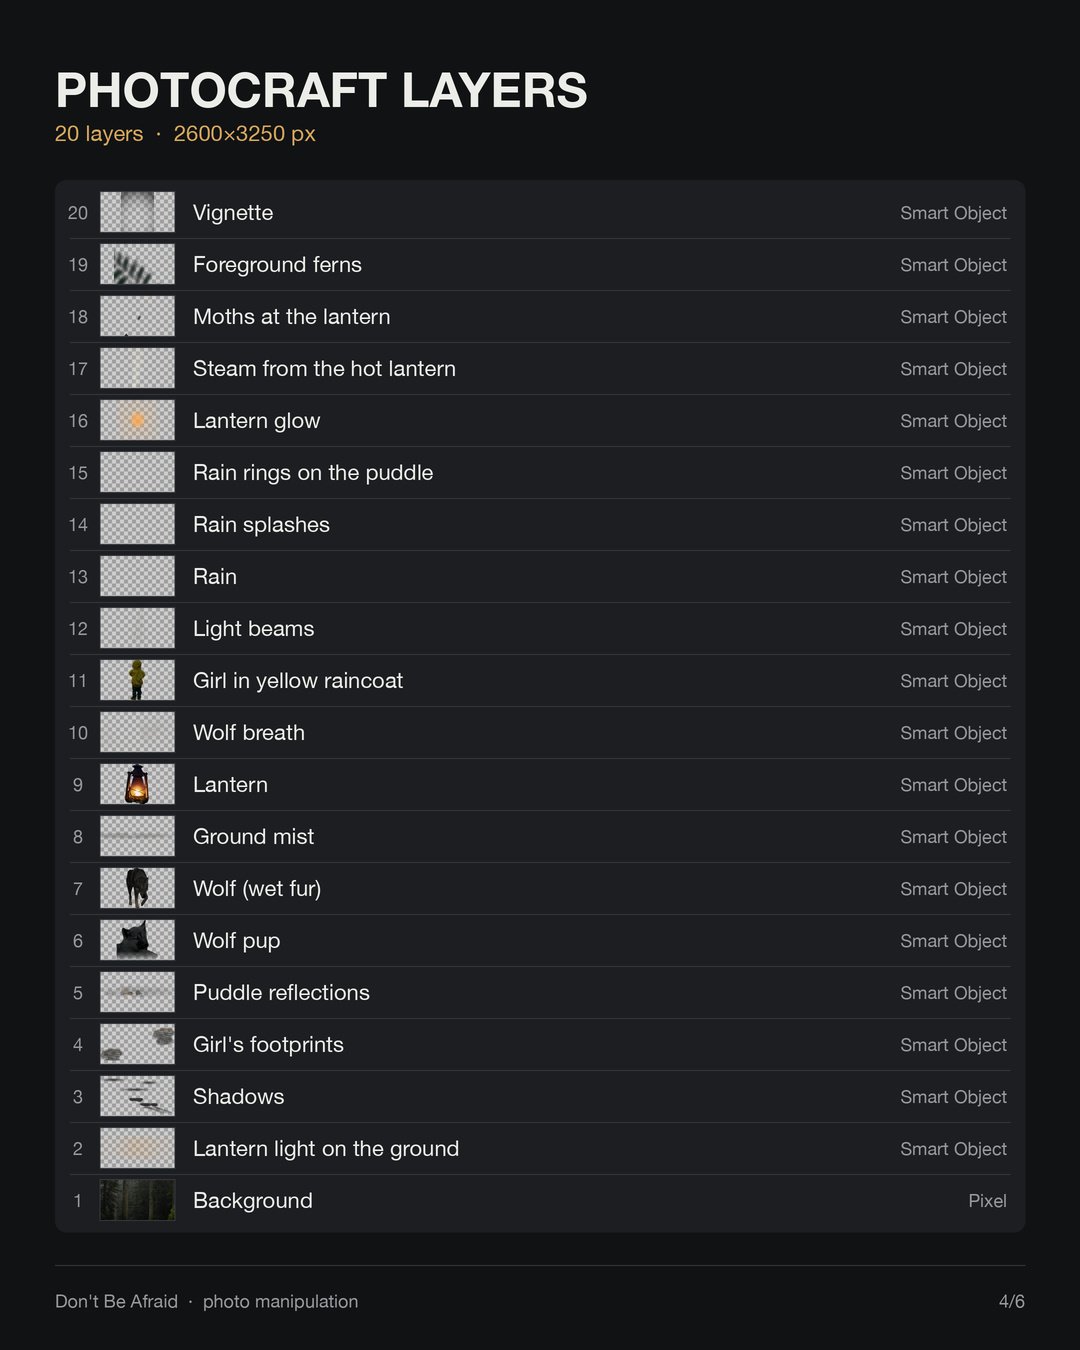 PHOTOCRAFT LAYERS
20 layers · 2600×3250 px
20 Vignette Smart Object
19 Foreground ferns Smart Object
18 Moths at the lantern Smart Object
17 Steam from the hot lantern Smart Object
16 Lantern glow Smart Object
15 Rain rings on the puddle Smart Object
14 Rain splashes Smart Object
13 Rain Smart Object
12 Light beams Smart Object
11 Girl in yellow raincoat Smart Object
10 Wolf breath Smart Object
9 Lantern Smart Object
8 Ground mist Smart Object
7 Wolf (wet fur) Smart Object
6 Wolf pup Smart Object
5 Puddle reflections Smart Object
4 Girl's footprints Smart Object
3 Shadows Smart Object
2 Lantern light on the ground Smart Object
1 Background Pixel
Don't Be Afraid · photo manipulation 4/6